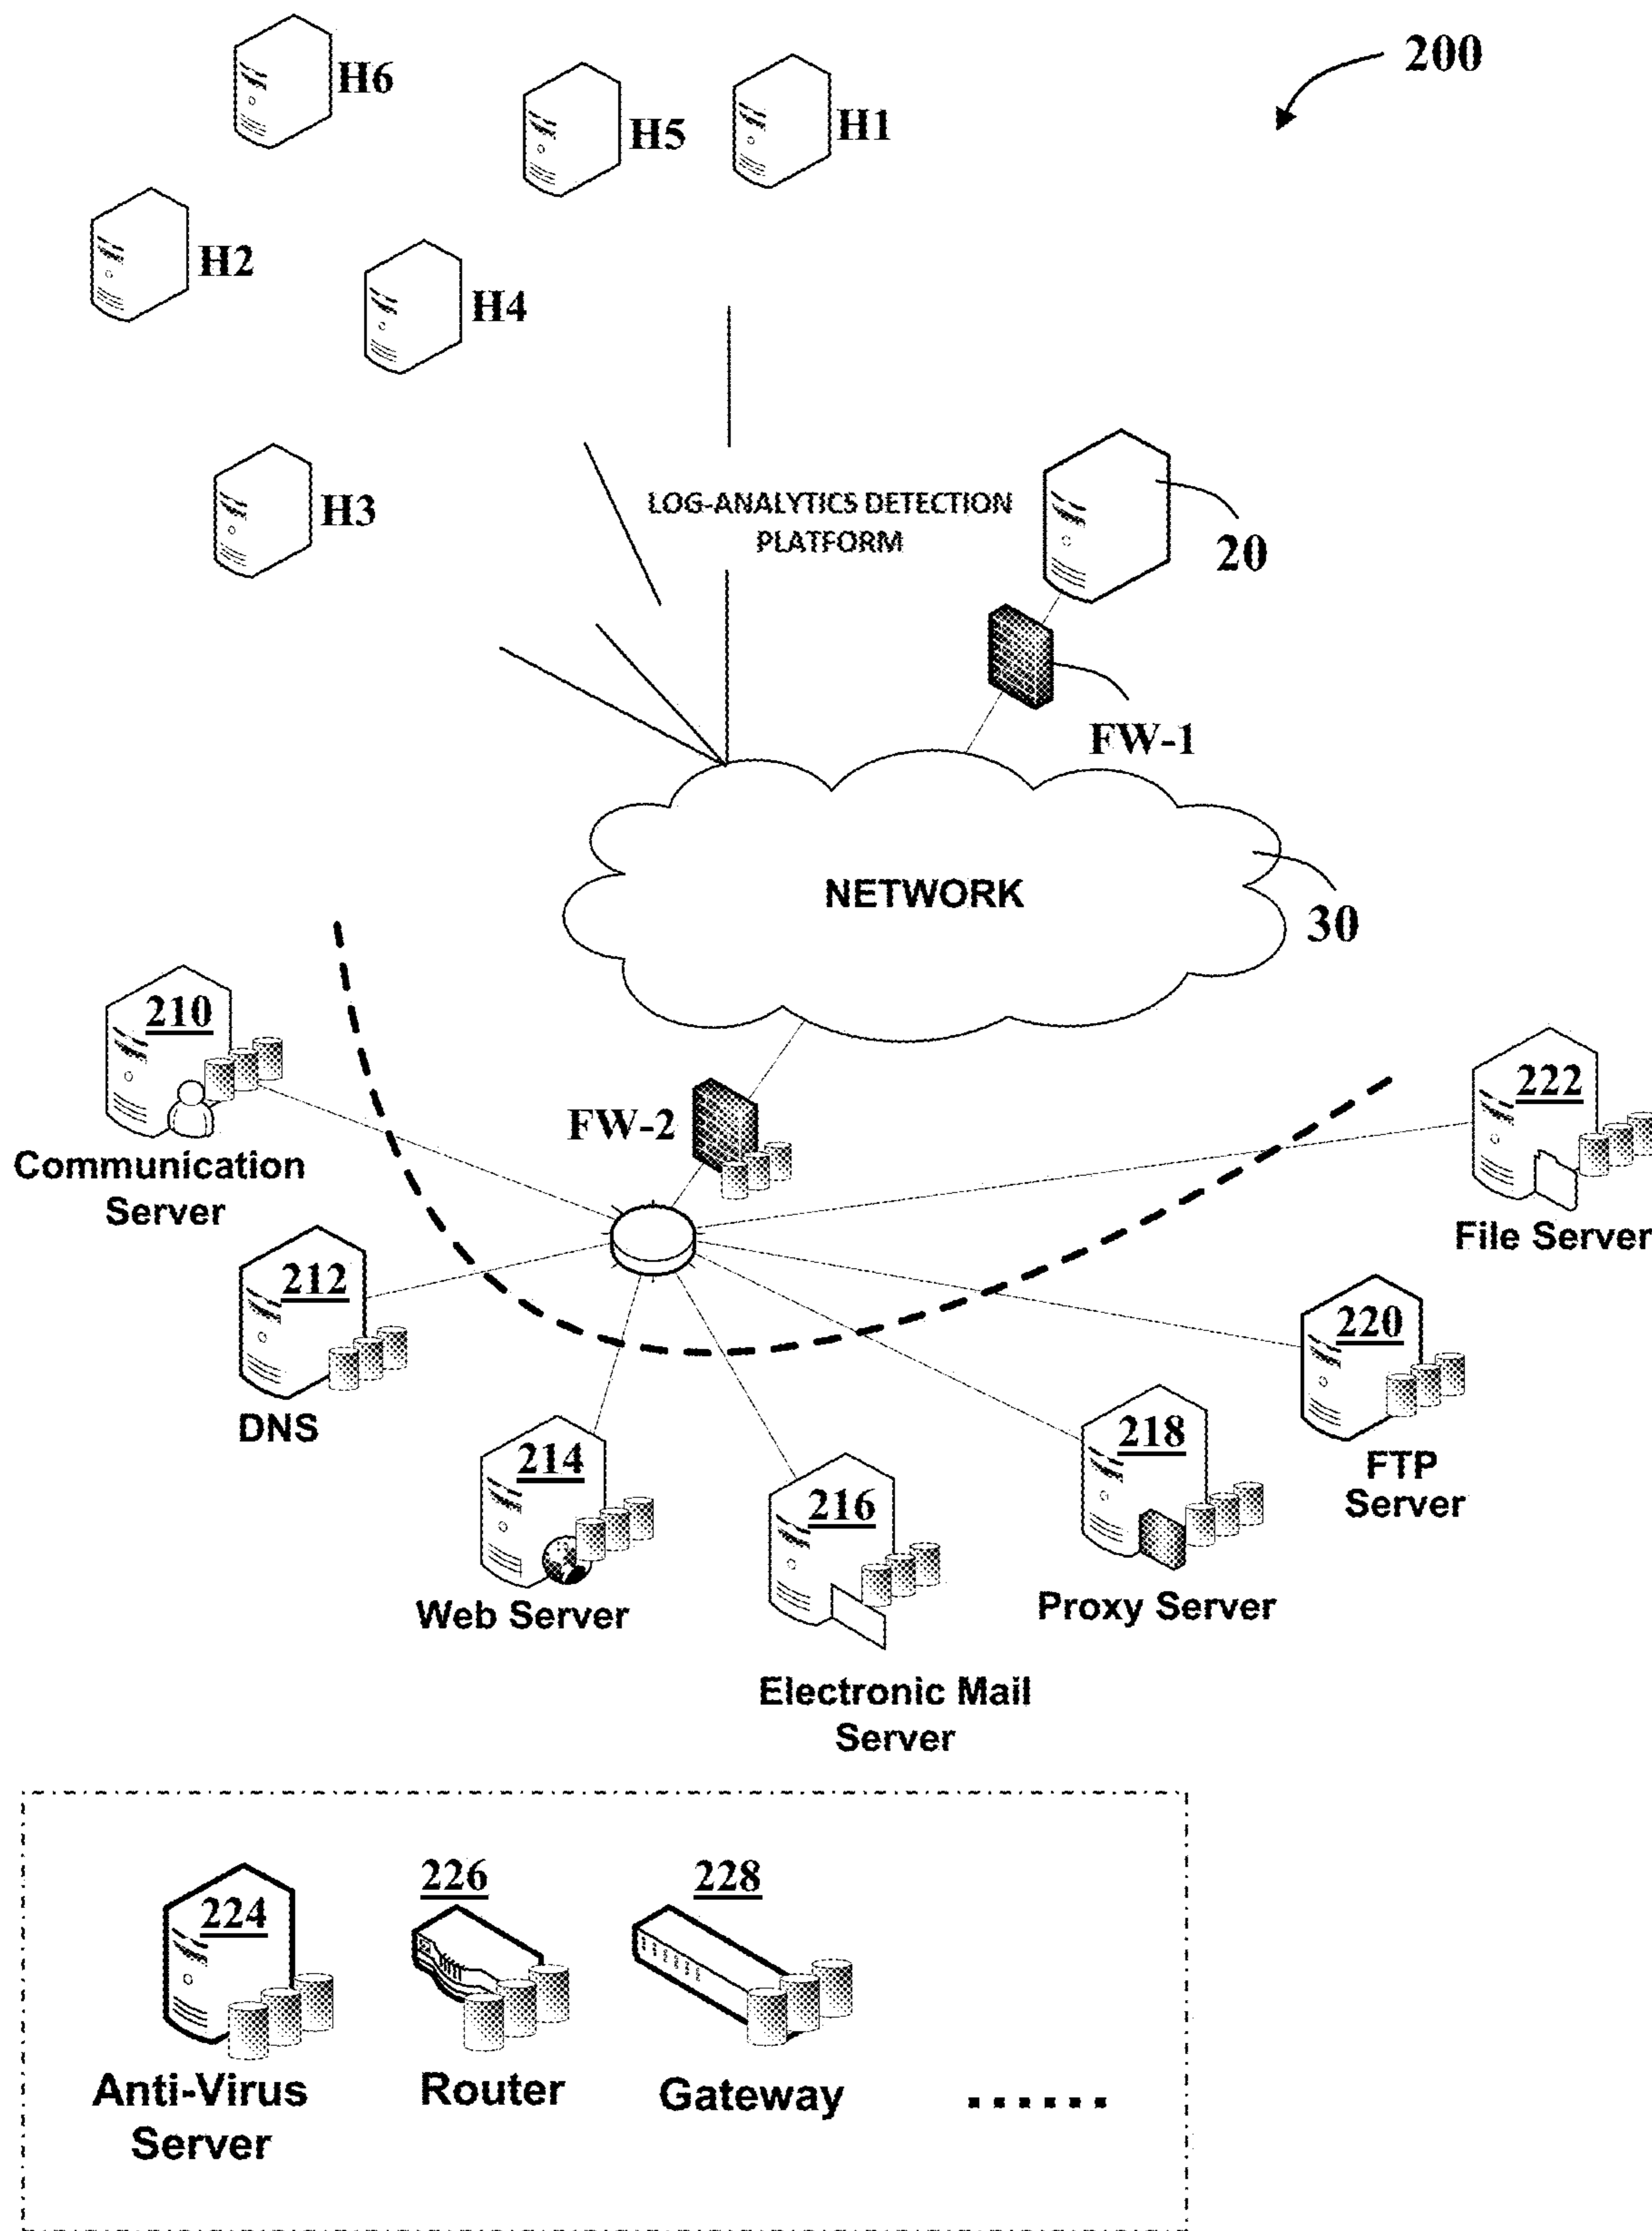 200
H6
H5
H1
H2
H4
H3
LOG-ANALYTICS DETECTION
PLATFORM
20
FW-1
NETWORK
30
210
Communication
Server
FW-2
222
File Server
212
DNS
220
FTP
Server
214
Web Server
216
Electronic Mail
Server
218
Proxy Server
224
Anti-Virus
Server
226
Router
228
Gateway
......